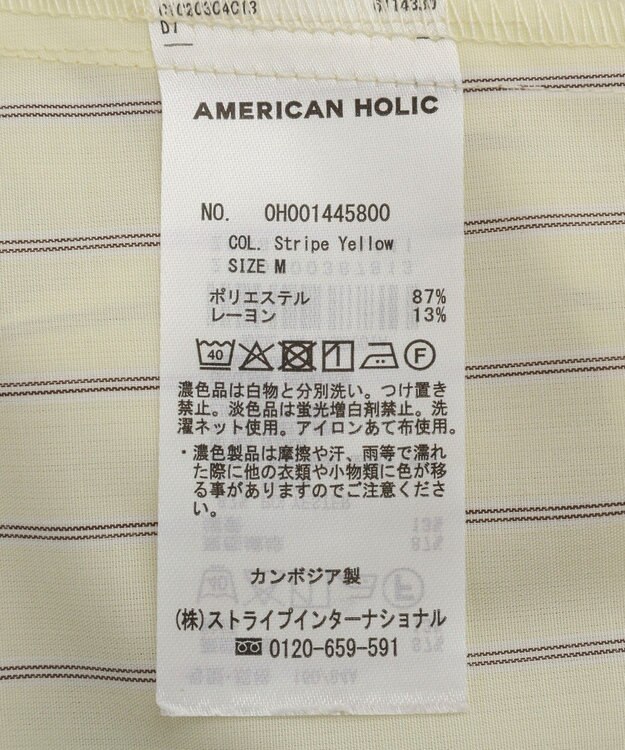 D7
AMERICAN HOLIC
NO. OH001445800
COL. Stripe Yellow
SIZE M
ポリエステル 87%
レーヨン 13%
40 F
濃色品は白物と分別洗い。つけ置き
禁止。淡色品は蛍光増白剤禁止。洗
濯ネット使用。アイロンあて布使用。
・濃色製品は摩擦や汗、雨等で濡れ
た際に他の衣類や小物類に色が移
る事がありますのでご注意くださ
い。
カンボジア製
(株)ストライプインターナショナル
0120-659-591